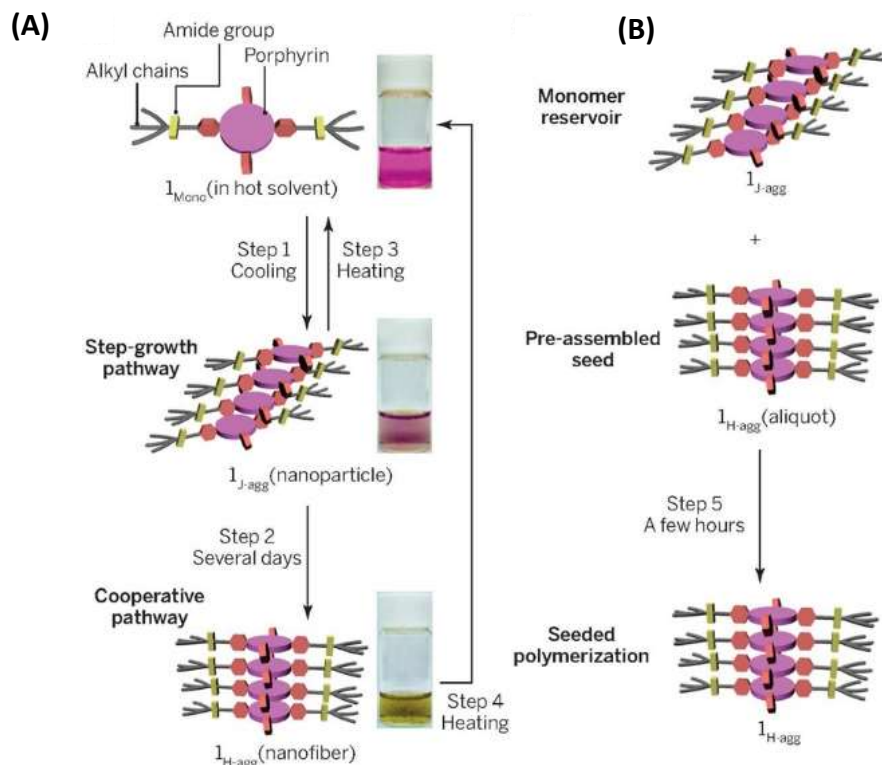 (A)
Amide group
Porphyrin
Alkyl chains
1Mono(in hot solvent)
Step 1
Cooling
Step 3
Heating
Step-growth
pathway
1J-agg(nanoparticle)
Step 2
Several days
Cooperative
pathway
Step 4
Heating
1H-agg(nanofiber)
(B)
Monomer
reservoir
1J-agg
+
Pre-assembled
seed
1H-agg(aliquot)
Step 5
A few hours
Seeded
polymerization
1H-agg